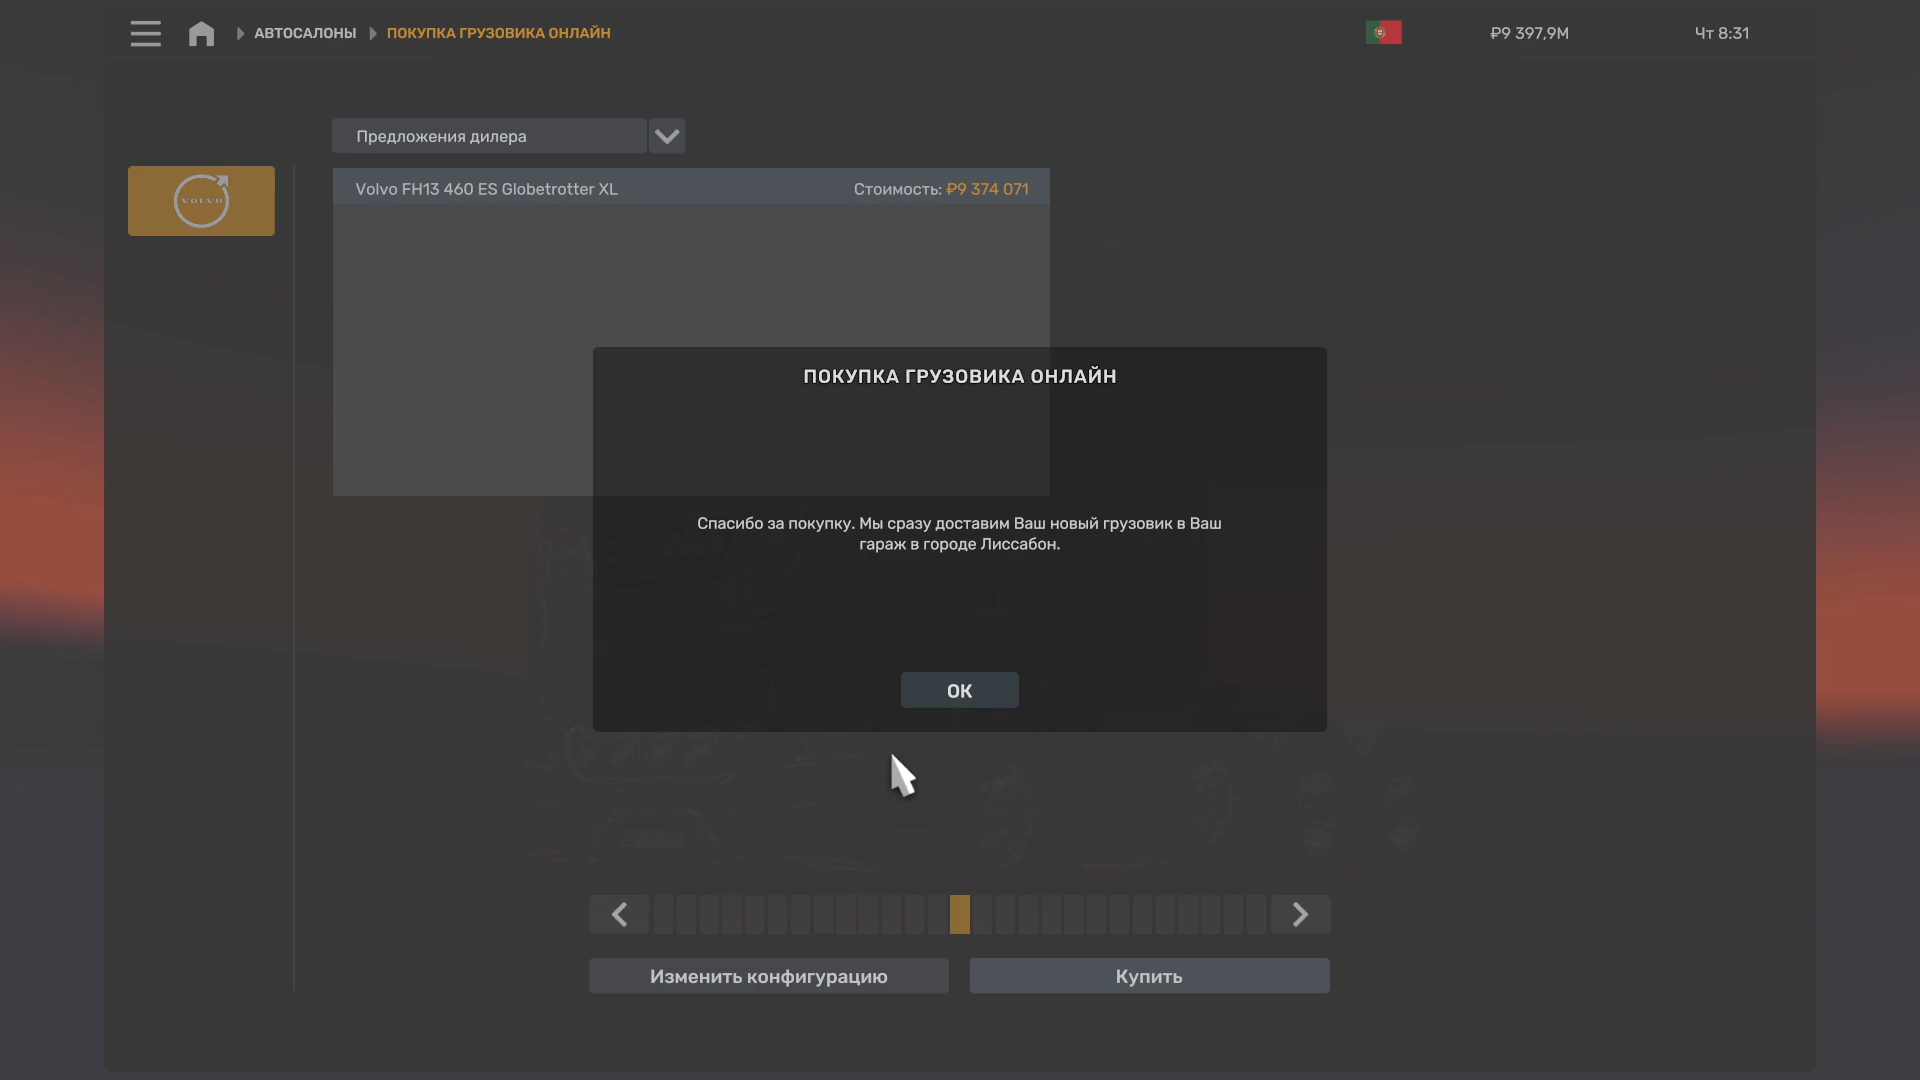 АВТОСАЛОНЫ ПОКУПКА ГРУЗОВИКА ОНЛАЙН ₽9 397,9M Чт 8:31
Предложения дилера
VOLVO
Volvo FH13 460 ES Globetrotter XL Стоимость: ₽9 374 071
ПОКУПКА ГРУЗОВИКА ОНЛАЙН
Спасибо за покупку. Мы сразу доставим Ваш новый грузовик в Ваш
гараж в городе Лиссабон.
ОК
Изменить конфигурацию Купить